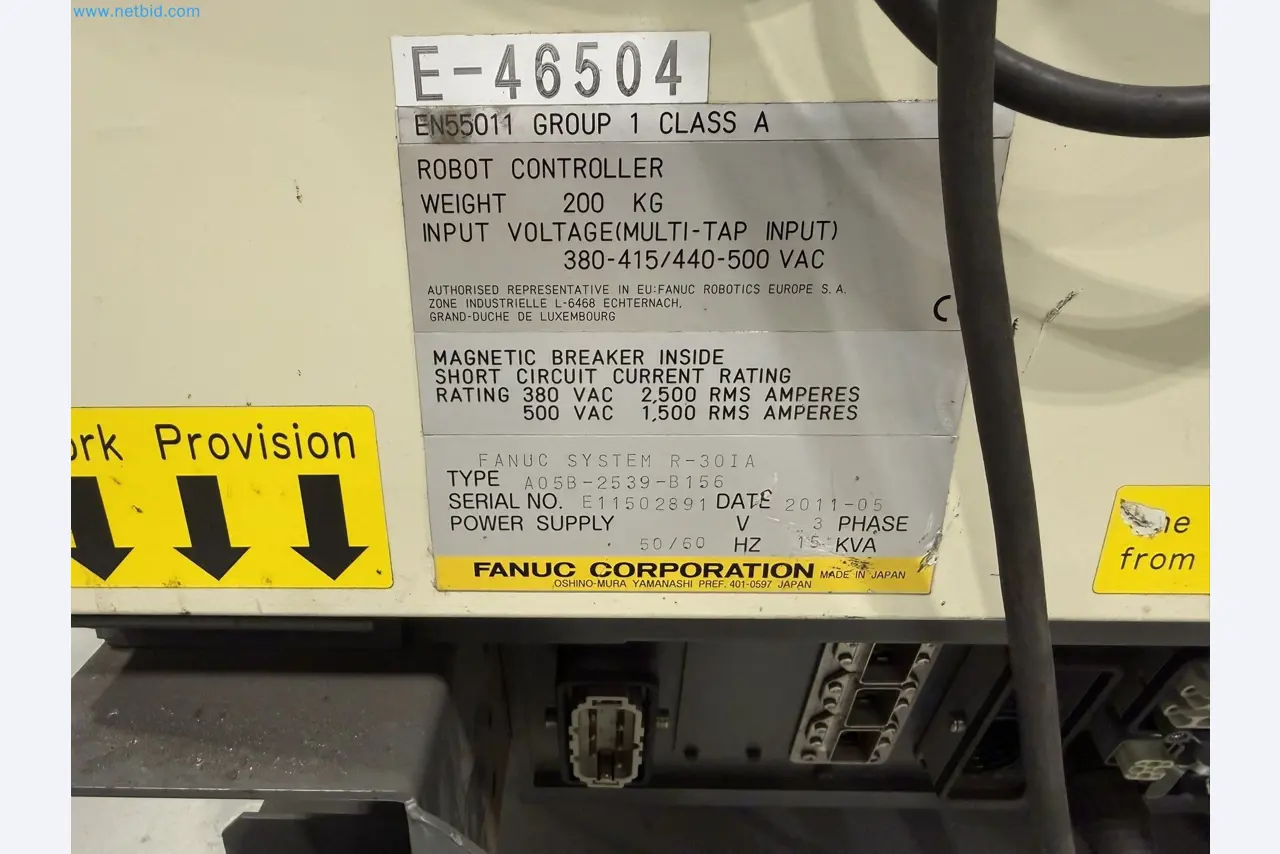 www.netbid.com
E-46504
EN55011 GROUP 1 CLASS A
ROBOT CONTROLLER
WEIGHT 200 KG
INPUT VOLTAGE(MULTI-TAP INPUT)
380-415/440-500 VAC
AUTHORISED REPRESENTATIVE IN EU:FANUC ROBOTICS EUROPE S.A.
ZONE INDUSTRIELLE L-6468 ECHTERNACH,
GRAND-DUCHE DE LUXEMBOURG
MAGNETIC BREAKER INSIDE
SHORT CIRCUIT CURRENT RATING
RATING 380 VAC 2,500 RMS AMPERES
500 VAC 1,500 RMS AMPERES
FANUC SYSTEM R-30IA
TYPE A05B-2539-B156
SERIAL NO. E11502891 DATE 2011-05
POWER SUPPLY V 3 PHASE
50/60 HZ 15 KVA
FANUC CORPORATION MADE IN JAPAN
OSHINO-MURA YAMANASHI PREF. 401-0597 JAPAN
Provision
from